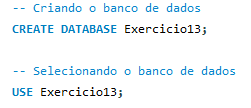 -- Criando o banco de dados
CREATE DATABASE Exercicio13;
-- Selecionando o banco de dados
USE Exercicio13;